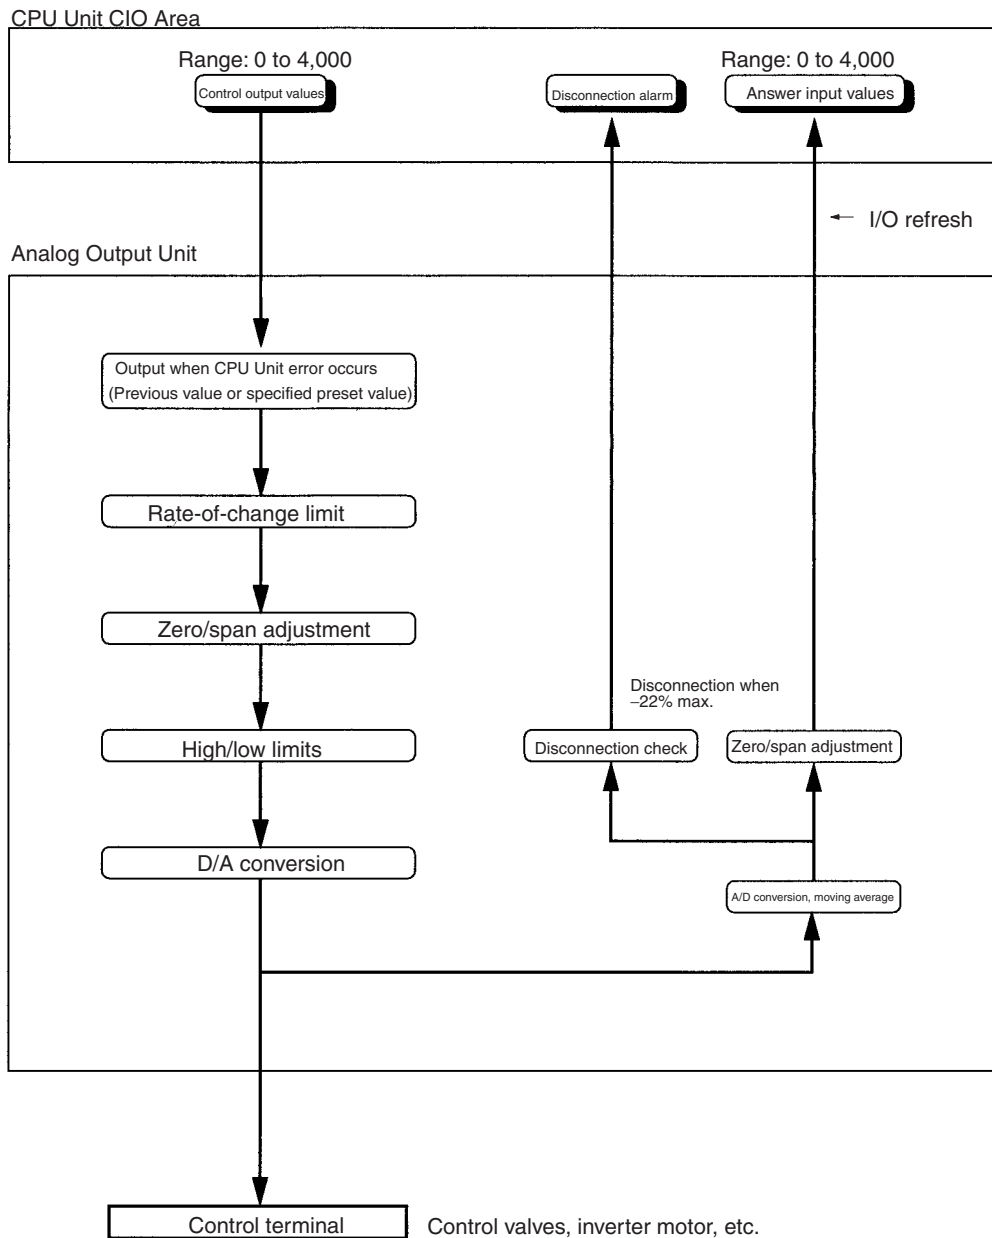 CPU Unit CIO Area
Range: 0 to 4,000
Range: 0 to 4,000
Control output values
Disconnection alarm
Answer input values
← I/O refresh
Analog Output Unit
Output when CPU Unit error occurs
(Previous value or specified preset value)
Rate-of-change limit
Zero/span adjustment
Disconnection when
–22% max.
High/low limits
Disconnection check
Zero/span adjustment
D/A conversion
A/D conversion, moving average
Control terminal
Control valves, inverter motor, etc.